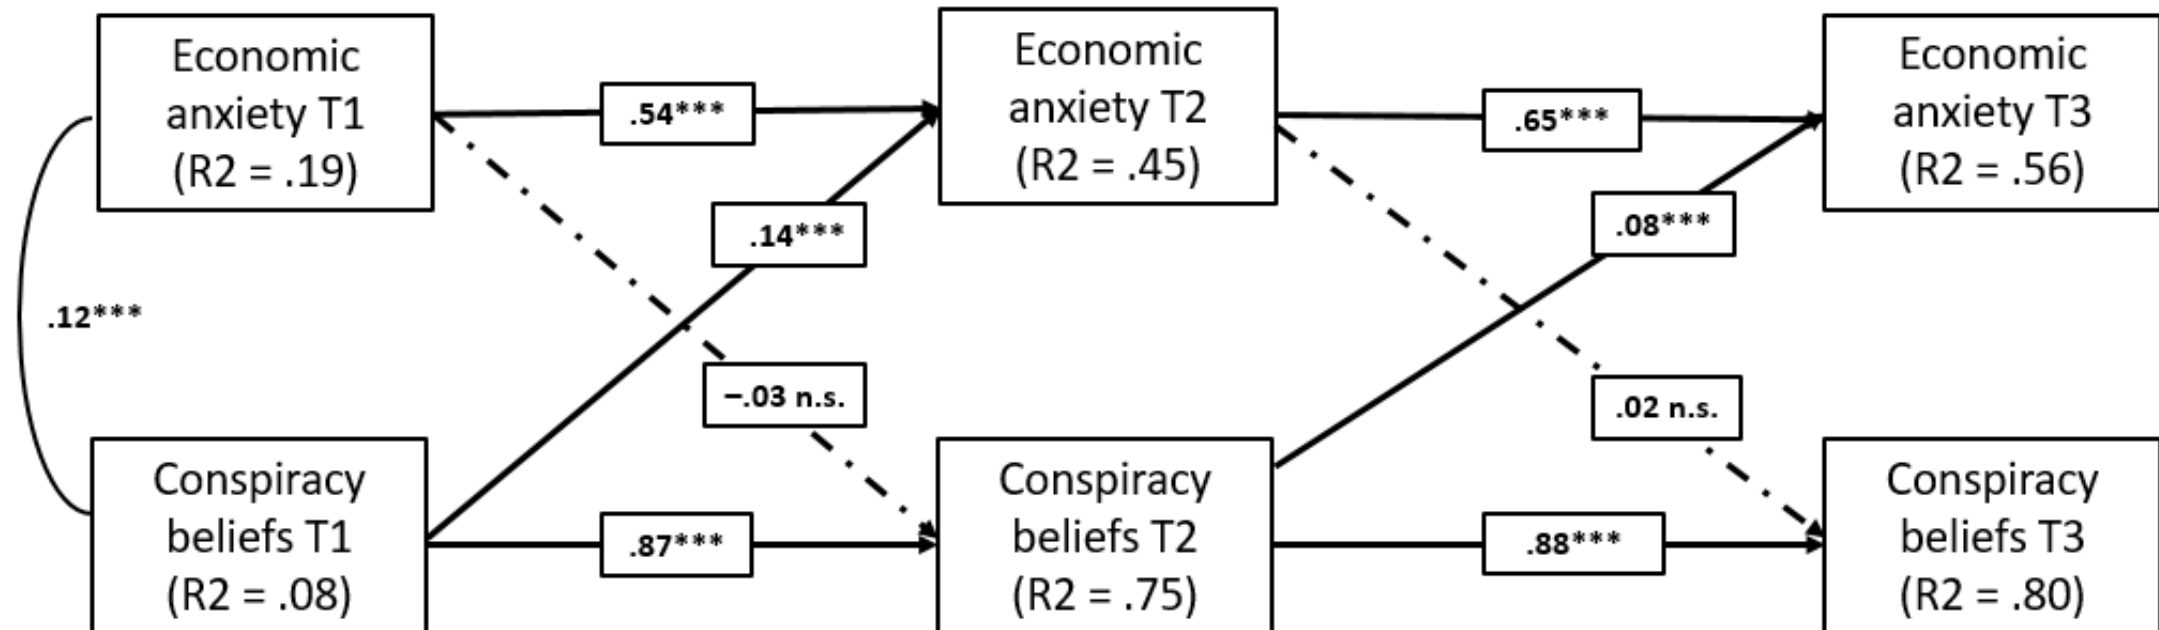 Economic
anxiety T1
(R2 = .19)
.54***
Economic
anxiety T2
(R2 = .45)
.65***
Economic
anxiety T3
(R2 = .56)
.14***
.08***
.12***
–.03 n.s.
.02 n.s.
Conspiracy
beliefs T1
(R2 = .08)
.87***
Conspiracy
beliefs T2
(R2 = .75)
.88***
Conspiracy
beliefs T3
(R2 = .80)